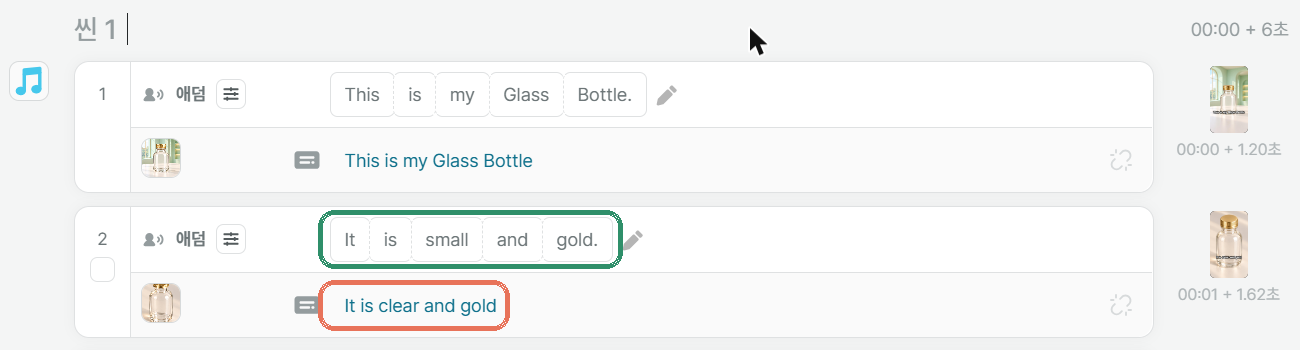 씬 1
00:00 + 6초
1
애덤
This is my Glass Bottle.
This is my Glass Bottle
00:00 + 1.20초
2
애덤
It is small and gold.
It is clear and gold
00:01 + 1.62초